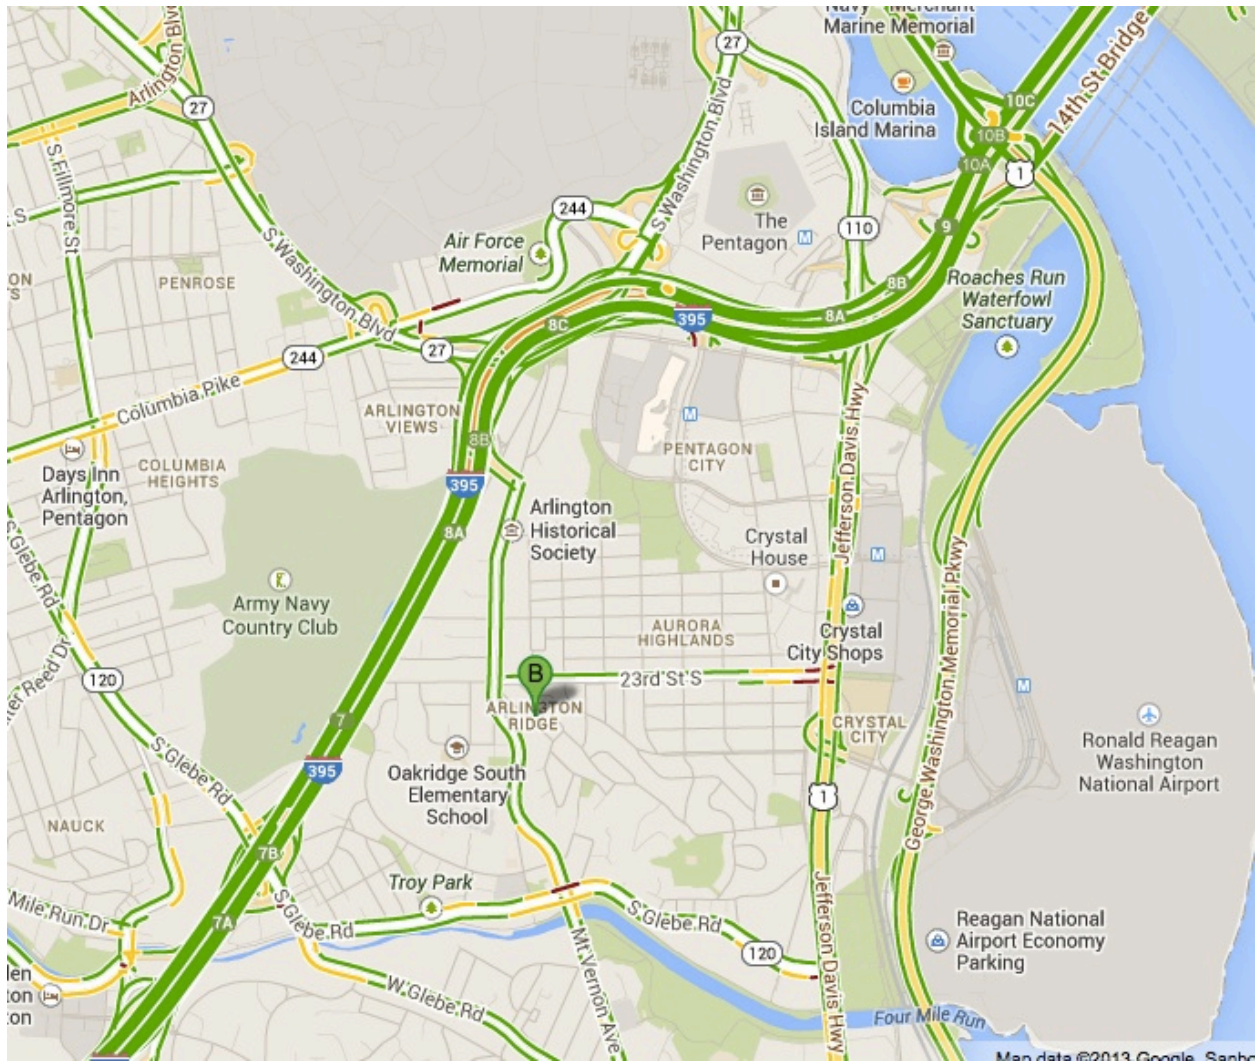 Navy - Merchant
Marine Memorial
27
Arlington Blvd
10C
14th St Bridge
27
Columbia
Island Marina
10B
10A
1
S Fillmore St
S Washington Blvd
244
The
Pentagon
M
110
9
S
S Washington Blvd
Air Force
Memorial
8B
Roaches Run
Waterfowl
Sanctuary
PENROSE
8C
395
8A
244
27
Columbia Pike
ARLINGTON
VIEWS
M
Jefferson Davis Hwy
8B
PENTAGON
CITY
COLUMBIA
HEIGHTS
Days Inn
Arlington,
Pentagon
395
Arlington
Historical
Society
8A
Crystal
House
M
S Glebe Rd
Army Navy
Country Club
AURORA
HIGHLANDS
Crystal
City Shops
George Washington Memorial Pkwy
120
B
23rd St S
M
ARLINGTON
RIDGE
7
CRYSTAL
CITY
Ronald Reagan
Washington
National Airport
S Glebe Rd
395
Oakridge South
Elementary
School
1
NAUCK
7B
Troy Park
Mile Run Dr
7A
S Glebe Rd
S Glebe Rd
Jefferson Davis Hwy
Reagan National
Airport Economy
Parking
120
Mt Vernon Ave
W Glebe Rd
Four Mile Run
Map data ©2013 Google,